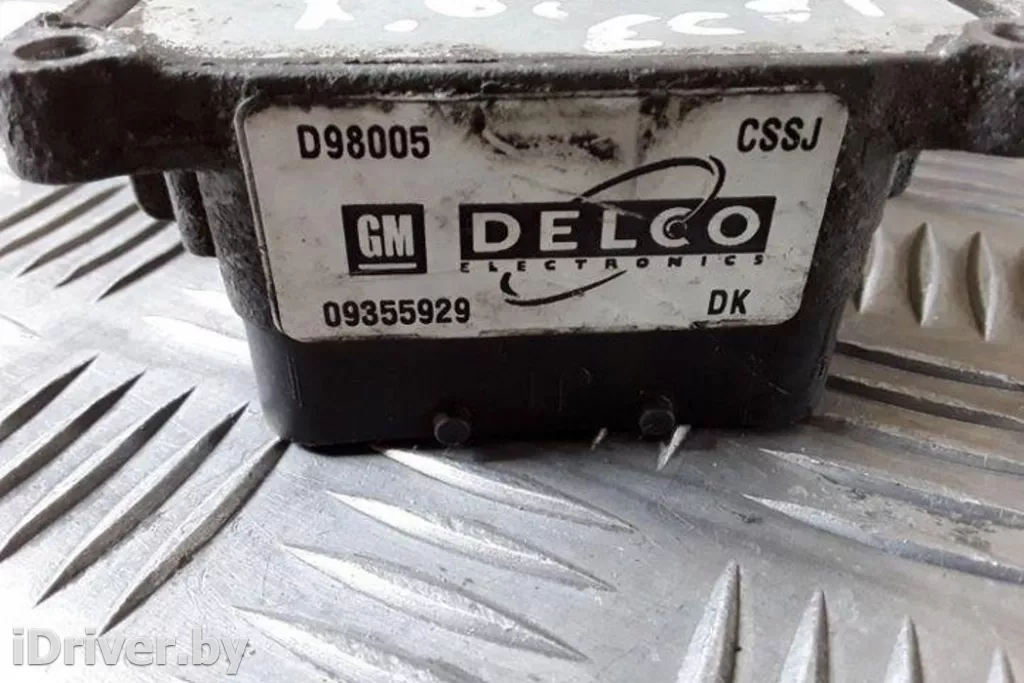 D98005 CSSJ
GM DELCO
ELECTRONICS
09355929 DK
iDriver.by